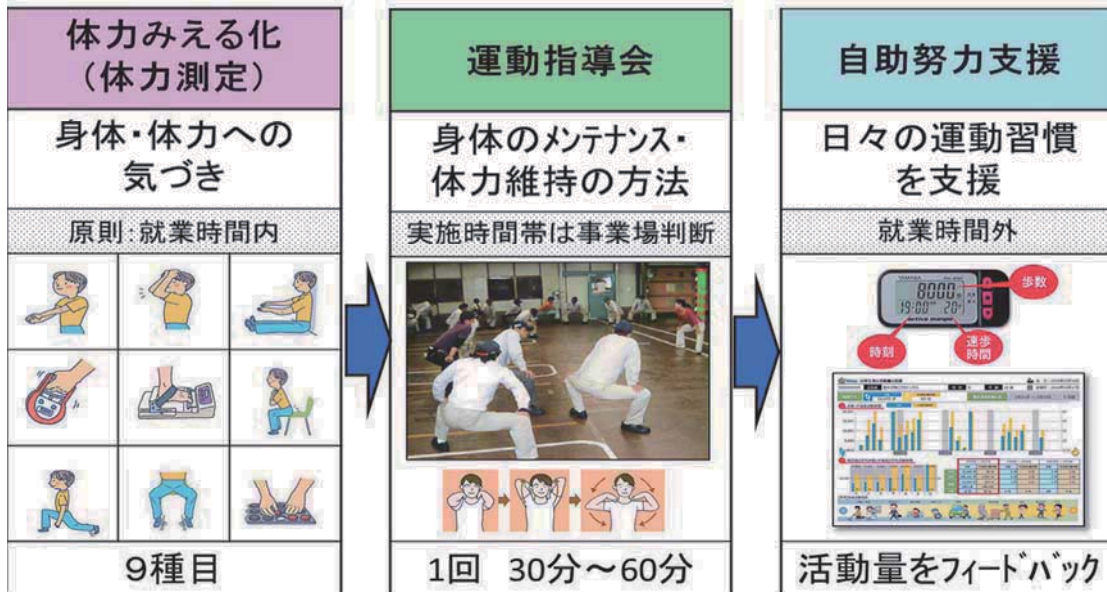 体力みえる化
(体力測定)
身体・体力への
気づき
原則:就業時間内
9種目
運動指導会
身体のメンテナンス・
体力維持の方法
実施時間帯は事業場判断
1回 30分～60分
自助努力支援
日々の運動習慣
を支援
就業時間外
8000
19:00
20
歩数
時刻
速歩
時間
活動量をフィードバック